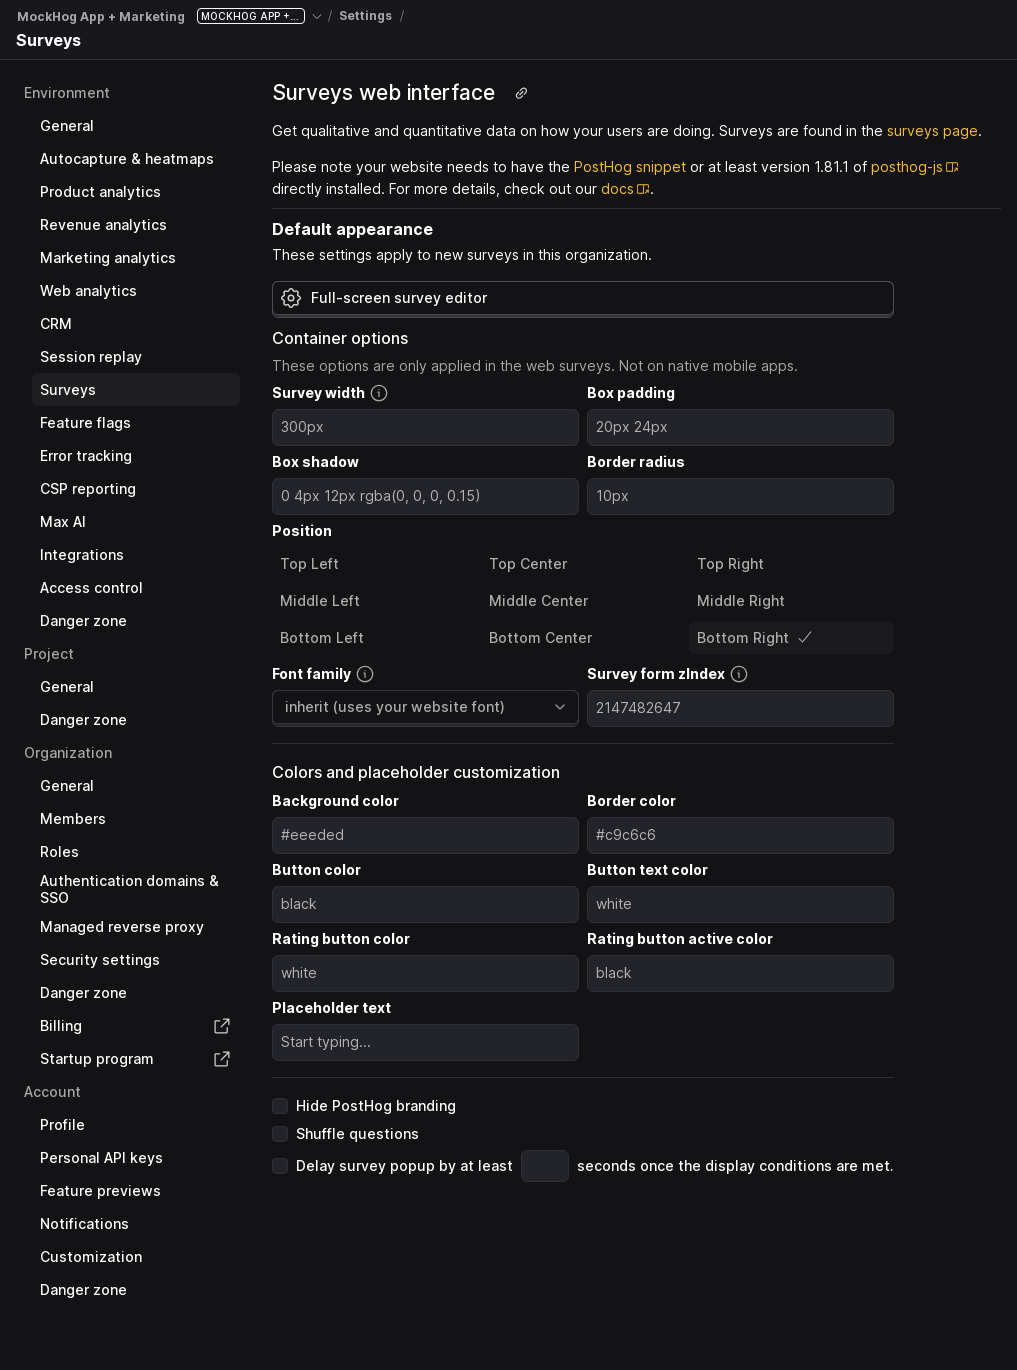 MockHog App + Marketing MOCKHOG APP +... / Settings /
Surveys
Environment
General
Autocapture & heatmaps
Product analytics
Revenue analytics
Marketing analytics
Web analytics
CRM
Session replay
Surveys
Feature flags
Error tracking
CSP reporting
Max AI
Integrations
Access control
Danger zone
Project
General
Danger zone
Organization
General
Members
Roles
Authentication domains &
SSO
Managed reverse proxy
Security settings
Danger zone
Billing
Startup program
Account
Profile
Personal API keys
Feature previews
Notifications
Customization
Danger zone
Surveys web interface
Get qualitative and quantitative data on how your users are doing. Surveys are found in the surveys page.
Please note your website needs to have the PostHog snippet or at least version 1.81.1 of posthog-js
directly installed. For more details, check out our docs.
Default appearance
These settings apply to new surveys in this organization.
Full-screen survey editor
Container options
These options are only applied in the web surveys. Not on native mobile apps.
Survey width Box padding
300px 20px 24px
Box shadow Border radius
0 4px 12px rgba(0, 0, 0, 0.15) 10px
Position
Top Left Top Center Top Right
Middle Left Middle Center Middle Right
Bottom Left Bottom Center Bottom Right
Font family Survey form zIndex
inherit (uses your website font) 2147482647
Colors and placeholder customization
Background color Border color
#eeeded #c9c6c6
Button color Button text color
black white
Rating button color Rating button active color
white black
Placeholder text
Start typing...
Hide PostHog branding
Shuffle questions
Delay survey popup by at least seconds once the display conditions are met.